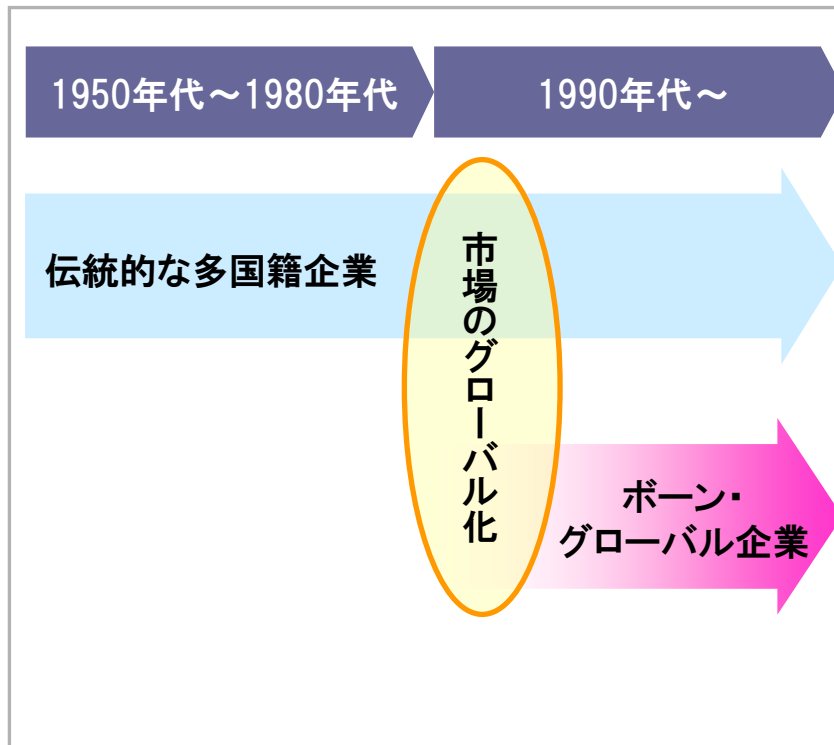 1950年代～1980年代
1990年代～
伝統的な多国籍企業
市場のグローバル化
ボーン・
グローバル企業